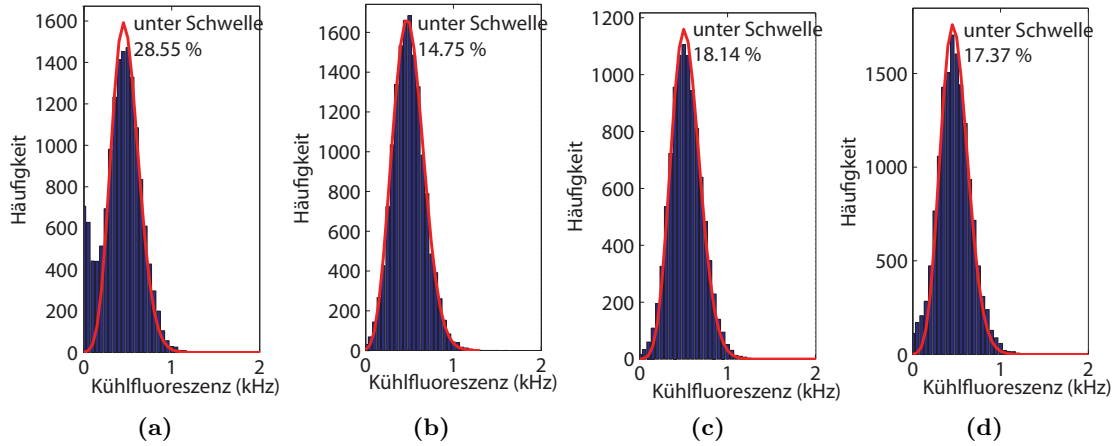 unter Schwelle
28.55 %
1600
1400
1200
1000
800
600
400
200
0
Häufigkeit
0 1 2
Kühlfluoreszenz (kHz)
(a)
unter Schwelle
14.75 %
1600
1400
1200
1000
800
600
400
200
0
Häufigkeit
0 1 2
Kühlfluoreszenz (kHz)
(b)
1200
unter Schwelle
18.14 %
1000
800
600
400
200
0
Häufigkeit
0 1 2
Kühlfluoreszenz (kHz)
(c)
unter Schwelle
17.37 %
1500
1000
500
0
Häufigkeit
0 1 2
Kühlfluoreszenz (kHz)
(d)